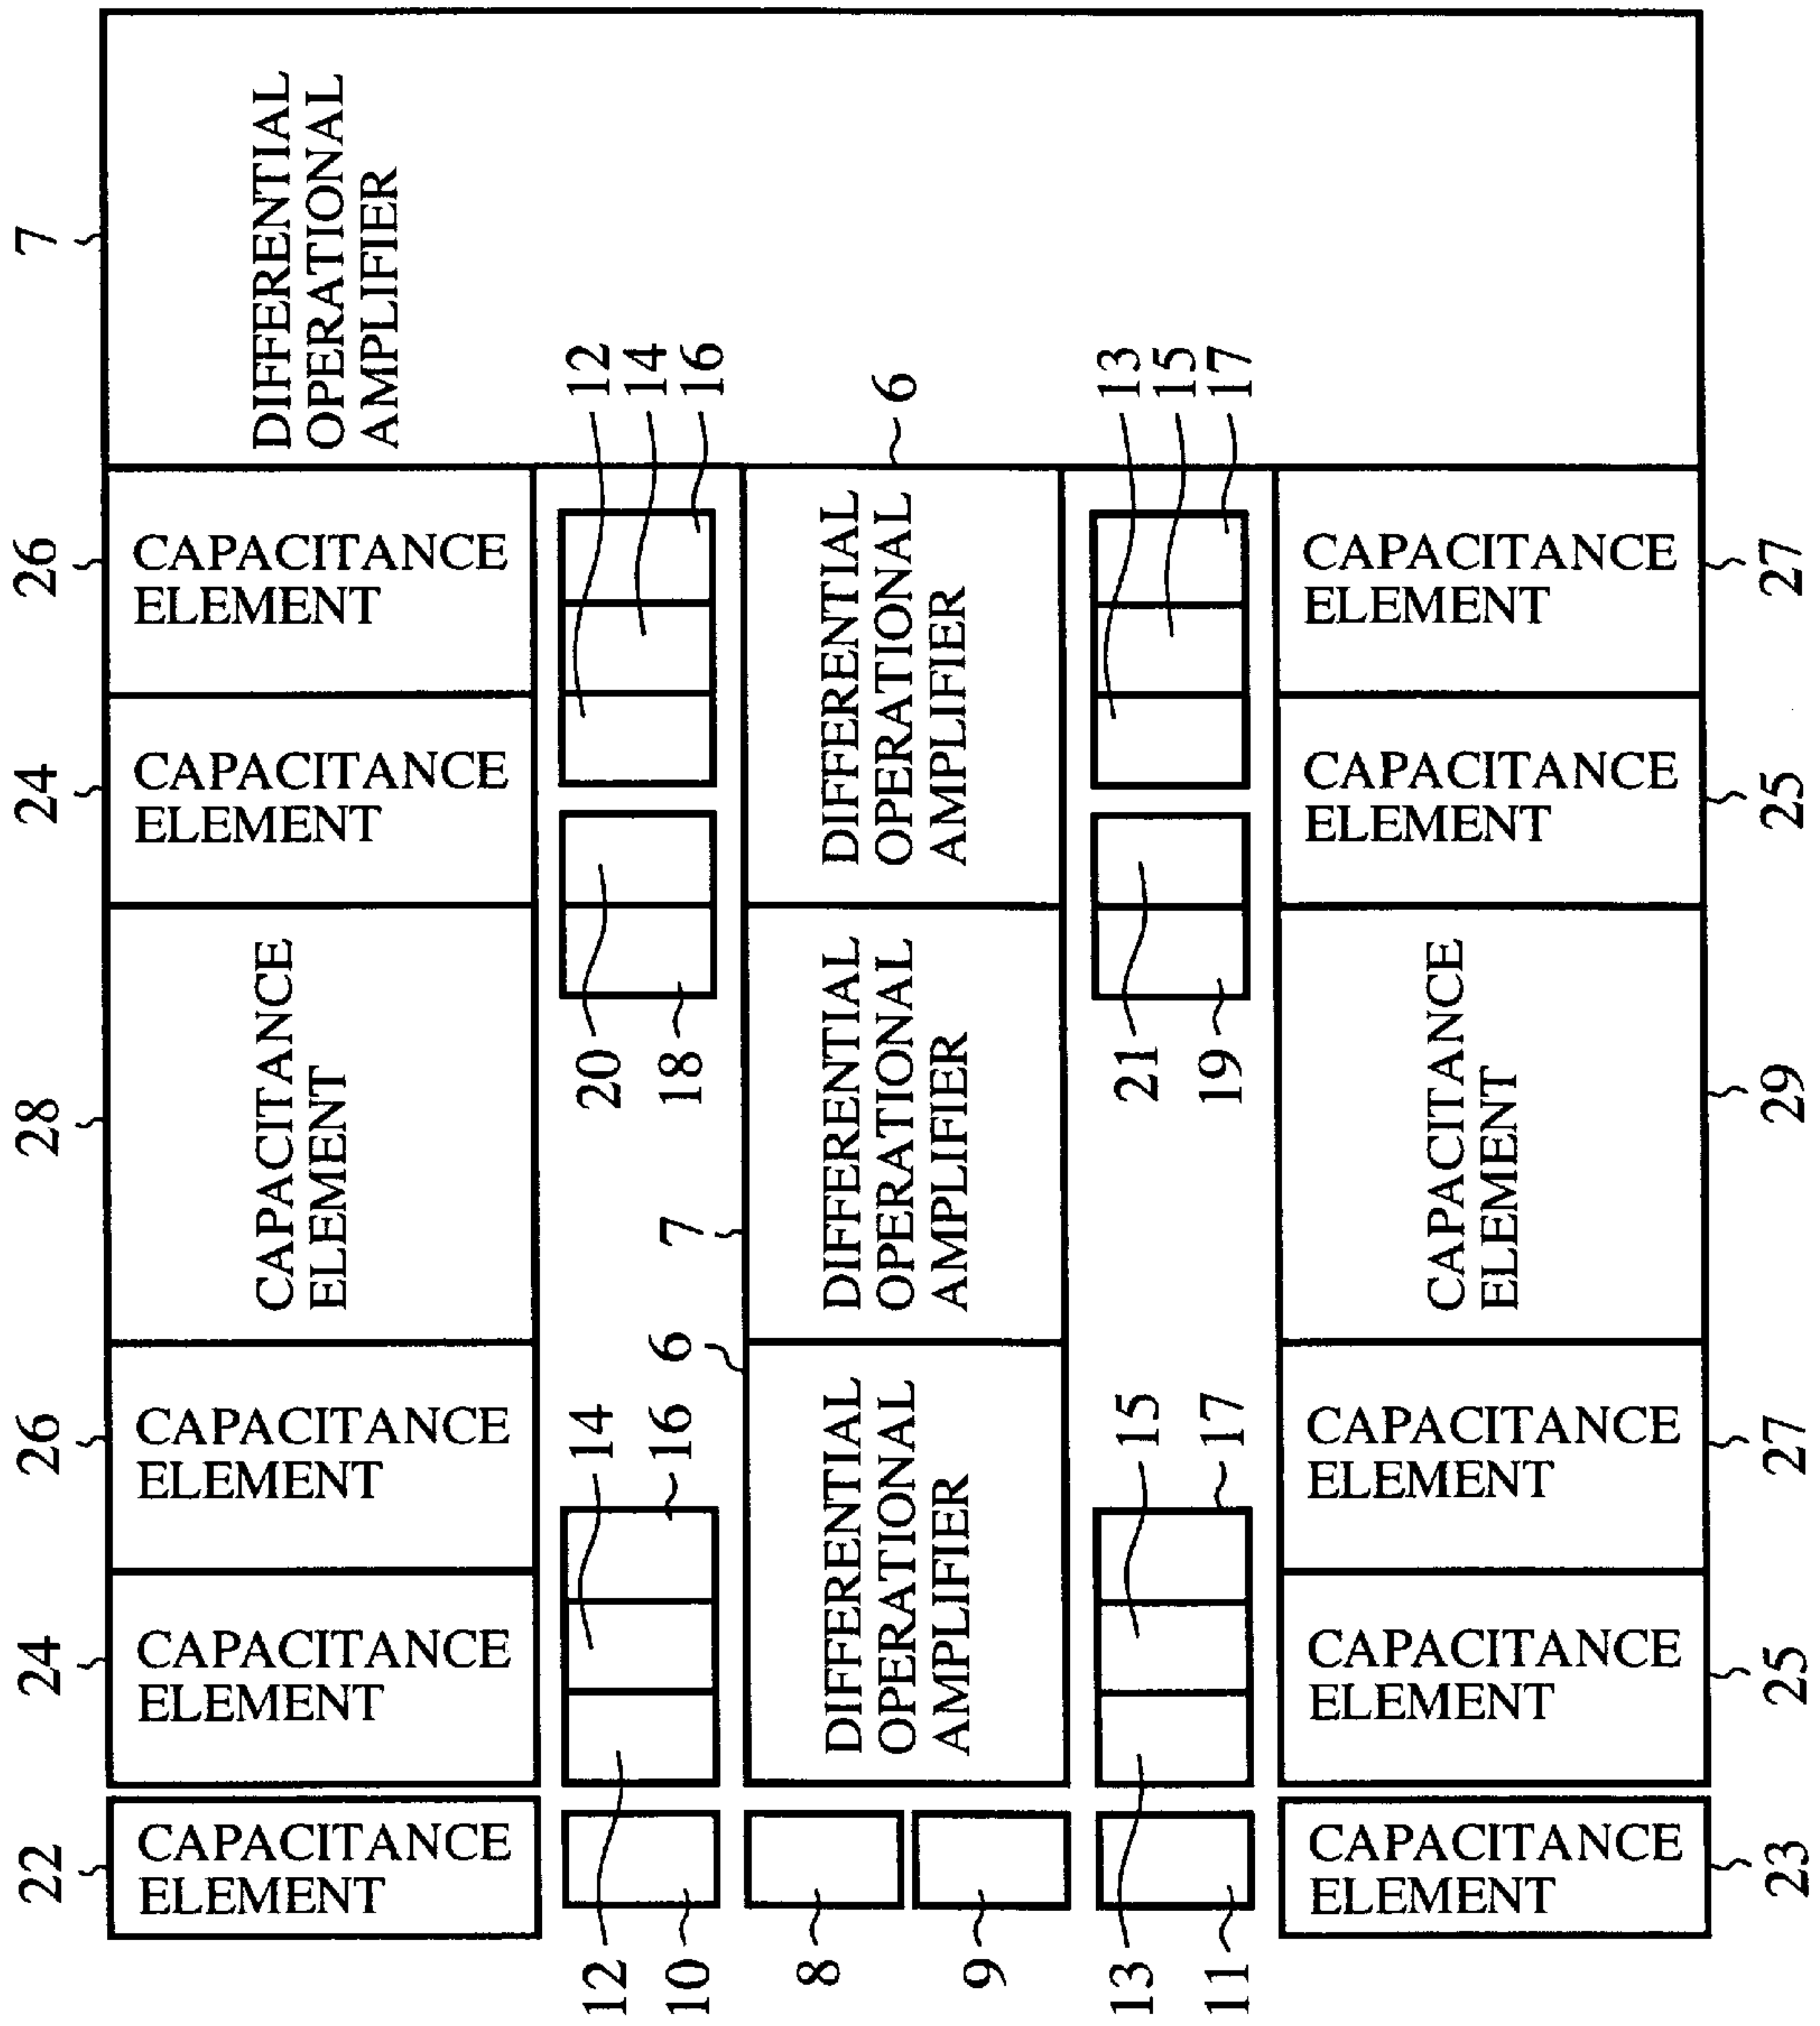 7
DIFFERENTIAL
OPERATIONAL
AMPLIFIER
26
CAPACITANCE
ELEMENT
12
14
16
6
DIFFERENTIAL
OPERATIONAL
AMPLIFIER
13
15
17
CAPACITANCE
ELEMENT
27
24
CAPACITANCE
ELEMENT
CAPACITANCE
ELEMENT
25
28
CAPACITANCE
ELEMENT
20
18
7
DIFFERENTIAL
OPERATIONAL
AMPLIFIER
21
19
CAPACITANCE
ELEMENT
29
26
CAPACITANCE
ELEMENT
14
16
6
DIFFERENTIAL
OPERATIONAL
AMPLIFIER
15
17
CAPACITANCE
ELEMENT
27
24
CAPACITANCE
ELEMENT
CAPACITANCE
ELEMENT
25
22
CAPACITANCE
ELEMENT
CAPACITANCE
ELEMENT
23
12
10
8
9
13
11